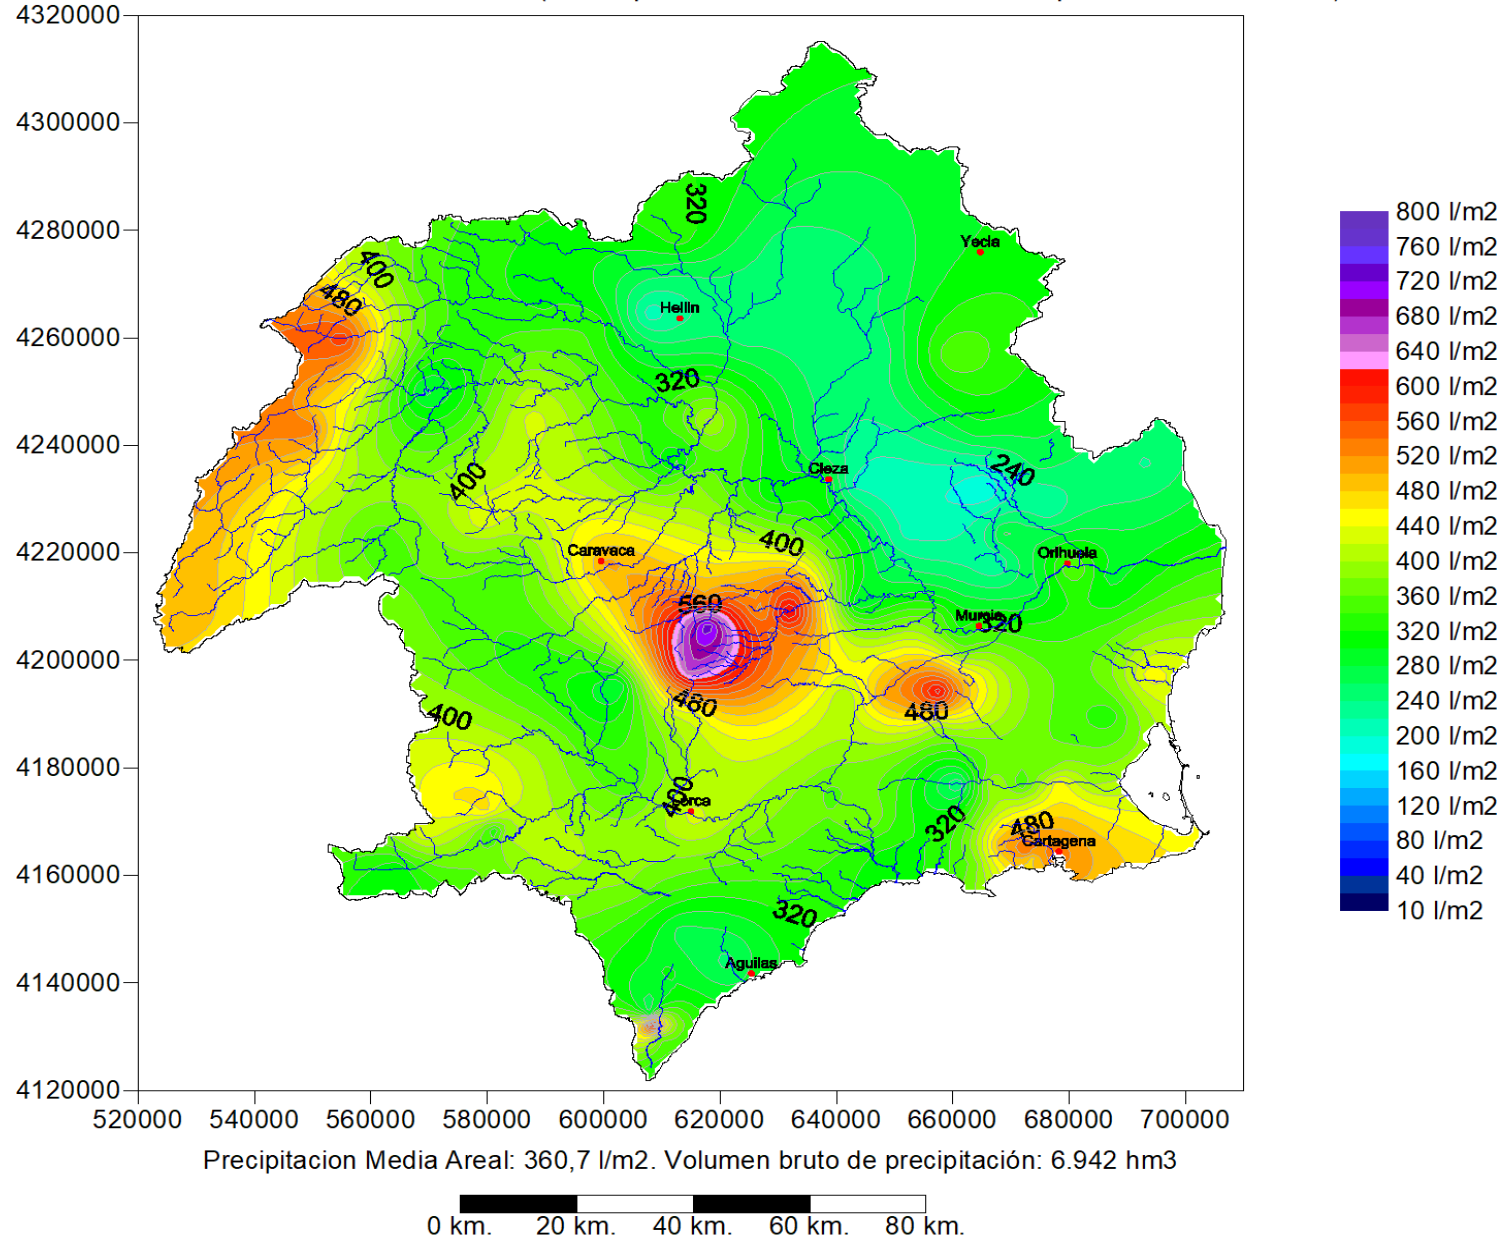 4320000
4300000
4280000
4260000
4240000
4220000
4200000
4180000
4160000
4140000
4120000
520000 540000 560000 580000 600000 620000 640000 660000 680000 700000
320
Yecla
400
480
Hellin
320
Cieza
240
400
Caravaca
400
Orihuela
560
Murcia
320
480
480
400
400
Lorca
320
480
Cartagena
320
Aguilas
800 l/m2
760 l/m2
720 l/m2
680 l/m2
640 l/m2
600 l/m2
560 l/m2
520 l/m2
480 l/m2
440 l/m2
400 l/m2
360 l/m2
320 l/m2
280 l/m2
240 l/m2
200 l/m2
160 l/m2
120 l/m2
80 l/m2
40 l/m2
10 l/m2
Precipitacion Media Areal: 360,7 l/m2. Volumen bruto de precipitación: 6.942 hm3
0 km. 20 km. 40 km. 60 km. 80 km.